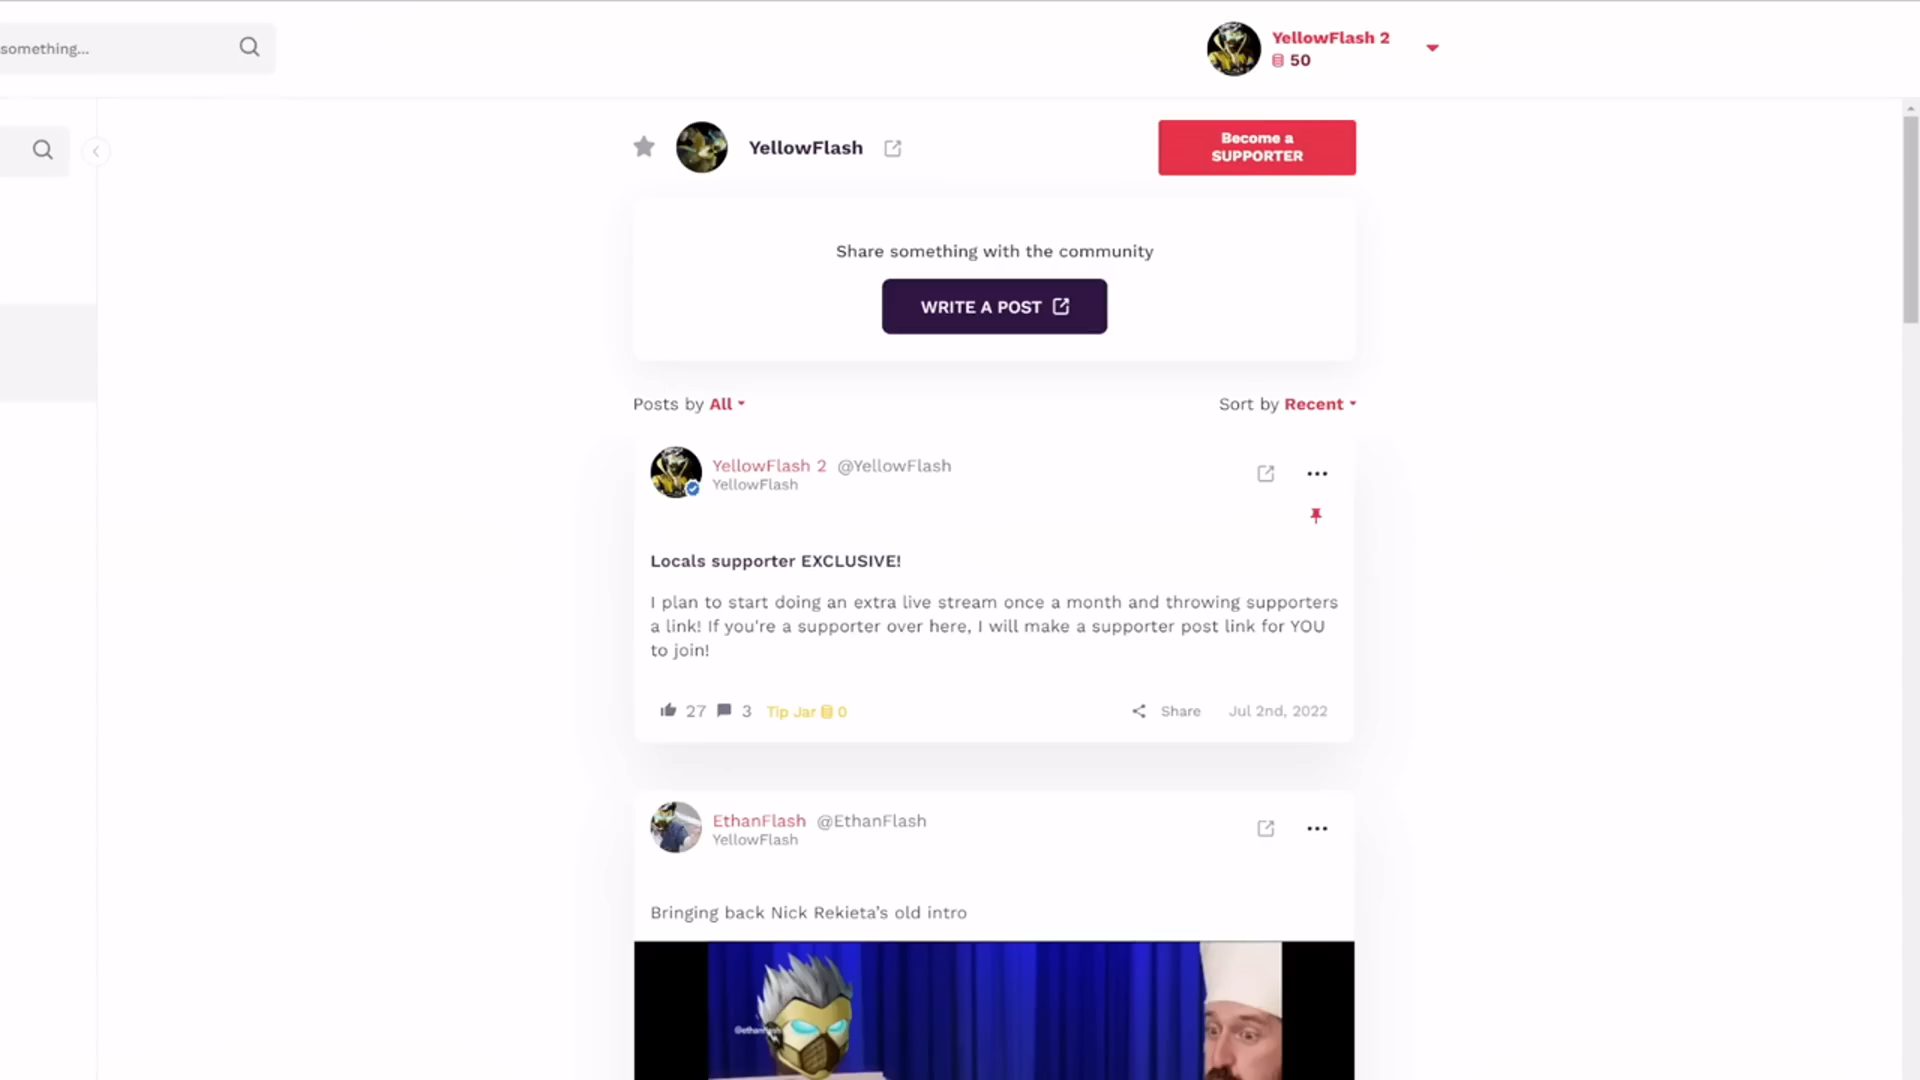 something...
YellowFlash 2
50
YellowFlash
Become a
SUPPORTER
Share something with the community
WRITE A POST
Posts by All
Sort by Recent
YellowFlash 2 @YellowFlash
YellowFlash
Locals supporter EXCLUSIVE!
I plan to start doing an extra live stream once a month and throwing supporters
a link! If you're a supporter over here, I will make a supporter post link for YOU
to join!
27 3 Tip Jar 0 Share Jul 2nd, 2022
EthanFlash @EthanFlash
YellowFlash
Bringing back Nick Rekieta’s old intro
@ethanflash